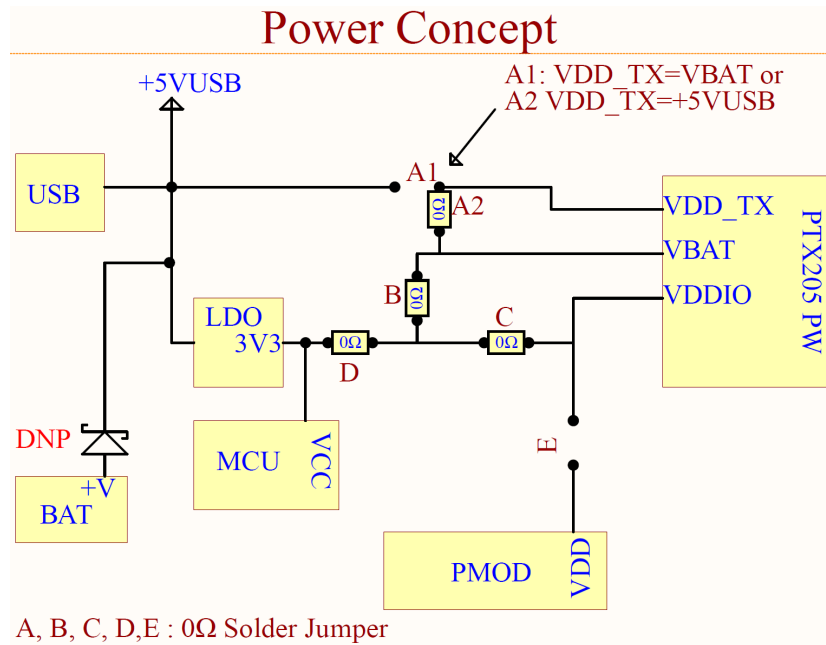 Power Concept
+5VUSB
A1: VDD_TX=VBAT or
A2 VDD_TX=+5VUSB
USB
A1
0Ω
A2
VDD_TX
VBAT
VDDIO
PTX205 PW
B
0Ω
LDO
3V3
0Ω
D
C
0Ω
DNP
MCU
VCC
E
+V
BAT
PMOD
VDD
A, B, C, D,E : 0Ω Solder Jumper